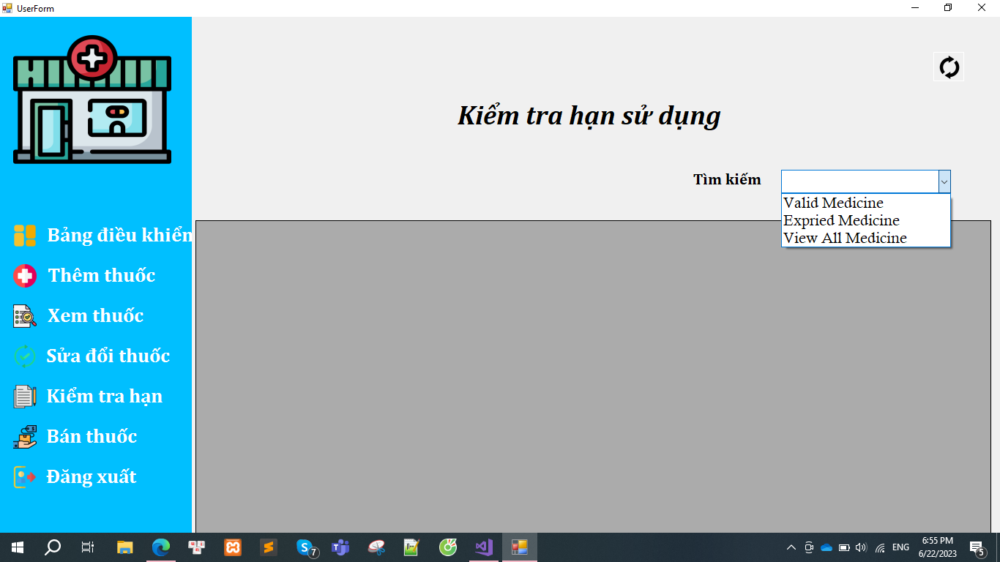 UserForm
Kiểm tra hạn sử dụng
Tìm kiếm
Valid Medicine
Expried Medicine
View All Medicine
Bảng điều khiển
Thêm thuốc
Xem thuốc
Sửa đổi thuốc
Kiểm tra hạn
Bán thuốc
Đăng xuất
7
ENG
6:55 PM
6/22/2023
5